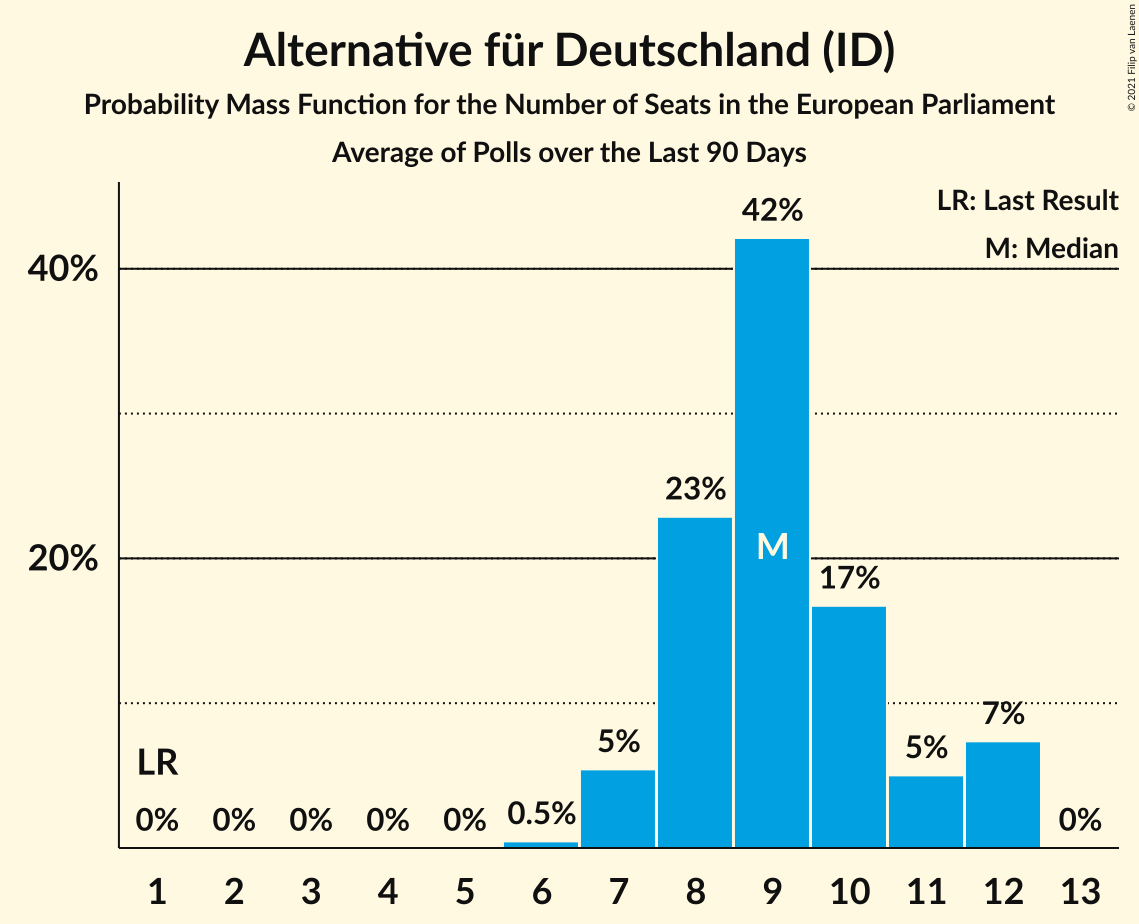 Alternative für Deutschland (ID)
Probability Mass Function for the Number of Seats in the European Parliament
Average of Polls over the Last 90 Days
© 2021 Filip van Laenen
LR: Last Result
M: Median
42%
40%
23%
M
20%
17%
7%
5%
5%
LR
0% 0% 0% 0% 0% 0.5% 0%
1 2 3 4 5 6 7 8 9 10 11 12 13